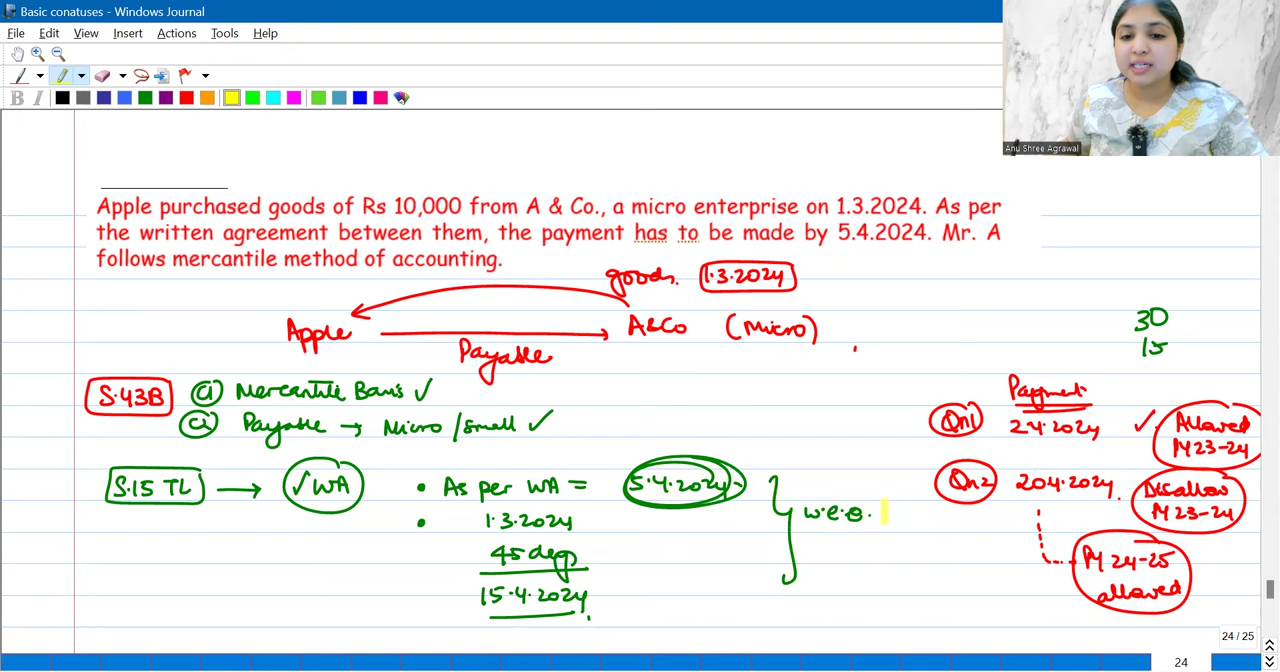 Basic conatuses - Windows Journal
File Edit View Insert Actions Tools Help
B I
Anu Shree Agrawal
Apple purchased goods of Rs 10,000 from A & Co., a micro enterprise on 1.3.2024. As per
the written agreement between them, the payment has to be made by 5.4.2024. Mr. A
follows mercantile method of accounting.
goods. 1.3.2024
Apple A&Co (Micro)
Payable
30
15
S.43B (i) Mercantile Basis ✓
(ii) Payable → Micro/Small ✓
Payment
Qn1 2.4.2024 ✓ Allowed
PY 23-24
S.15 TL → ✓WA • As per WA = 5.4.2024
• 1.3.2024
45 days
15.4.2024
w.e.e.
Qn2 20.4.2024 Disallow
PY 23-24
PY 24-25
allowed
24 / 25
24